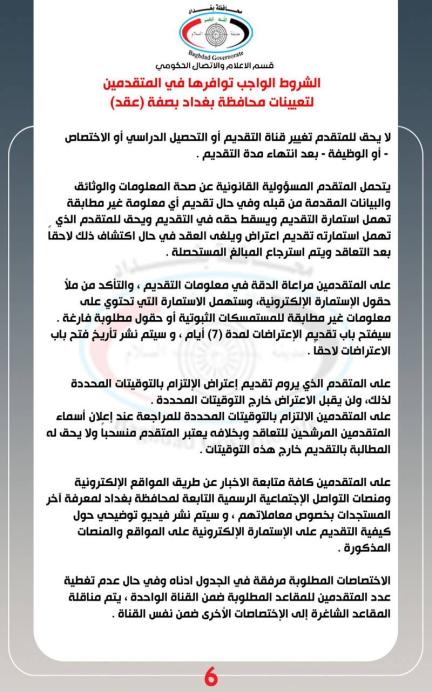 محافظة بغداد
Baghdad Governorate
قسم الاعلام والاتصال الحكومي
الشروط الواجب توافرها في المتقدمين
لتعيينات محافظة بغداد بصفة (عقد)
لا يحق للمتقدم تغيير قناة التقديم أو التحصيل الدراسي أو الاختصاص
- أو الوظيفة - بعد انتهاء مدة التقديم .
يتحمل المتقدم المسؤولية القانونية عن صحة المعلومات والوثائق
والبيانات المقدمة من قبله وفي حال تقديم أي معلومة غير مطابقة
تهمل استمارة التقديم ويسقط حقه في التقديم ويحق للمتقدم الذي
تهمل استمارته تقديم اعتراض ويلغى العقد في حال اكتشاف ذلك لاحقاً
بعد التعاقد ويتم استرجاع المبالغ المستحصلة .
على المتقدمين مراعاة الدقة في معلومات التقديم ، والتأكد من ملأ
حقول الإستمارة الإلكترونية، وستهمل الاستمارة التي تحتوي على
معلومات غير مطابقة للمستمسكات الثبوتية أو حقول مطلوبة فارغة .
سيفتح باب تقديم الإعتراضات لمدة (7) أيام ، و سيتم نشر تأريخ فتح باب
الاعتراضات لاحقاً .
على المتقدم الذي يروم تقديم إعتراض الإلتزام بالتوقيتات المحددة
لذلك، ولن يقبل الاعتراض خارج التوقيتات المحددة .
على المتقدمين الالتزام بالتوقيتات المحددة للمراجعة عند إعلان أسماء
المتقدمين المرشحين للتعاقد وبخلافه يعتبر المتقدم منسحباً ولا يحق له
المطالبة بالتقديم خارج هذه التوقيتات .
على المتقدمين كافة متابعة الاخبار عن طريق المواقع الإلكترونية
ومنصات التواصل الإجتماعية الرسمية التابعة لمحافظة بغداد لمعرفة آخر
المستجدات بخصوص معاملاتهم ، و سيتم نشر فيديو توضيحي حول
كيفية التقديم على الإستمارة الإلكترونية على المواقع والمنصات
المذكورة .
الاختصاصات المطلوبة مرفقة في الجدول ادناه وفي حال عدم تغطية
عدد المتقدمين للمقاعد المطلوبة ضمن القناة الواحدة ، يتم مناقلة
المقاعد الشاغرة إلى الإختصاصات الأخرى ضمن نفس القناة .
6